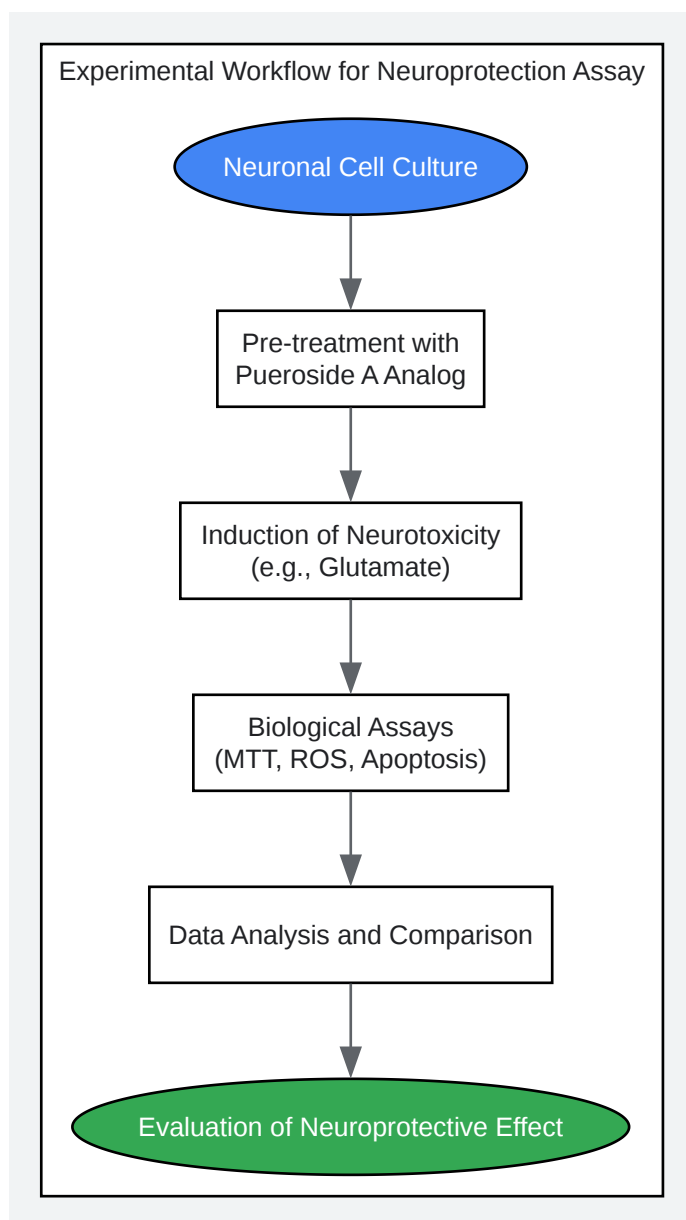 Experimental Workflow for Neuroprotection Assay
Neuronal Cell Culture
Pre-treatment with
Pueroside A Analog
Induction of Neurotoxicity
(e.g., Glutamate)
Biological Assays
(MTT, ROS, Apoptosis)
Data Analysis and Comparison
Evaluation of Neuroprotective Effect